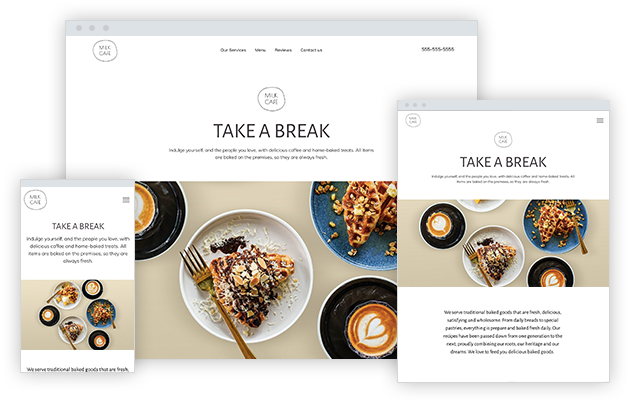 MILK
CAFE
Our Services
Menu
Reviews
Contact us
555-555-5555
MILK
CAFE
TAKE A BREAK
Indulge yourself, and the people you love, with delicious coffee and home-baked treats. All items
are baked on the premises, so they are always fresh.
MILK
CAFE
TAKE A BREAK
Indulge yourself, and the people you love, with
delicious coffee and home-baked treats. All
items are baked on the premises, so they are
always fresh.
We serve traditional baked goods that are fresh,
MILK
CAFE
MILK
CAFE
TAKE A BREAK
Indulge yourself, and the people you love, with delicious coffee and home-baked treats. All
items are baked on the premises, so they are always fresh.
We serve traditional baked goods that are fresh, delicious,
satisfying and wholesome. From daily breads to special
pastries, everything is prepare and baked fresh daily. Our
recipes have been passed down from one generation to the
next, proudly combining our roots, our heritage and our
dreams. We love to feed you delicious baked goods.